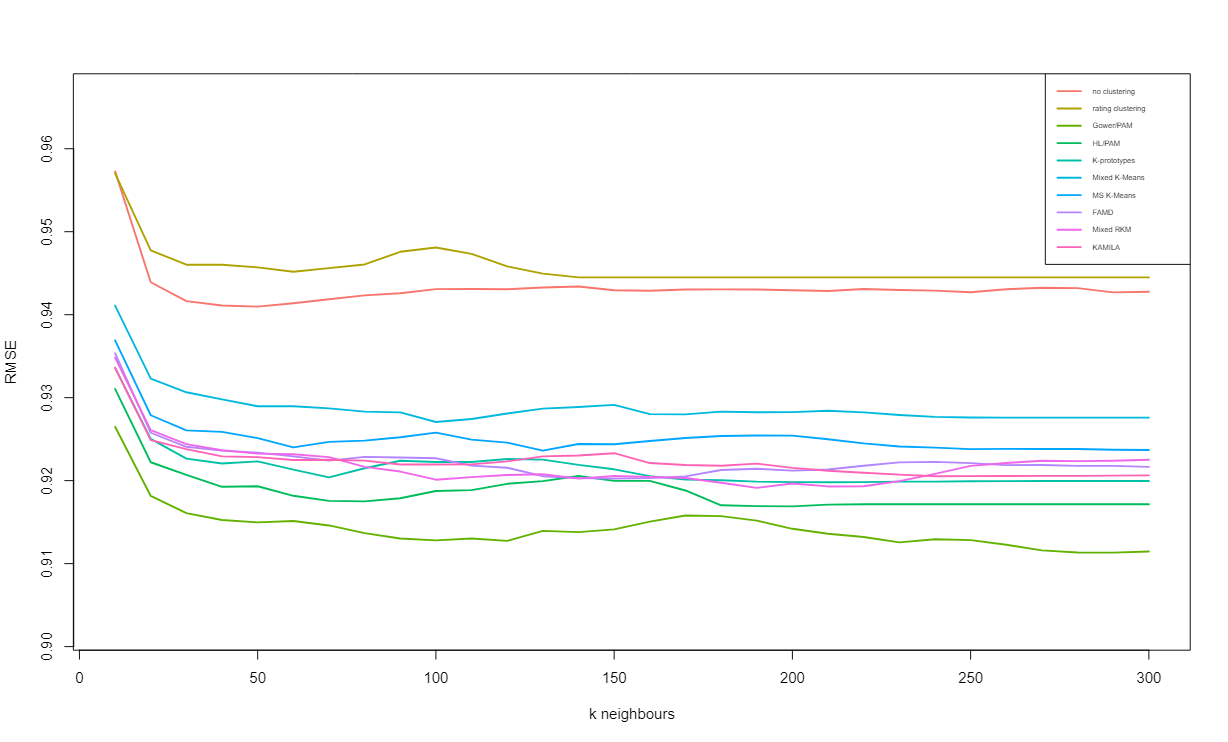 no clustering
rating clustering
Gower/PAM
HL/PAM
K-prototypes
Mixed K-Means
MS K-Means
FAMD
Mixed RKM
KAMILA
0.96
0.95
0.94
0.93
0.92
0.91
0.90
RMSE
0 50 100 150 200 250 300
k neighbours